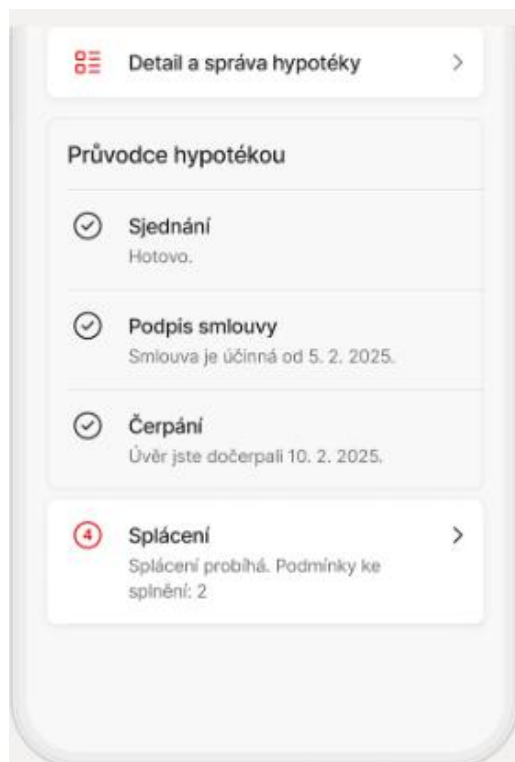 Detail a správa hypotéky
Průvodce hypotékou
Sjednání
Hotovo.
Podpis smlouvy
Smlouva je účinná od 5. 2. 2025.
Čerpání
Úvěr jste dočerpali 10. 2. 2025.
4 Splácení
Splácení probíhá. Podmínky ke
splnění: 2